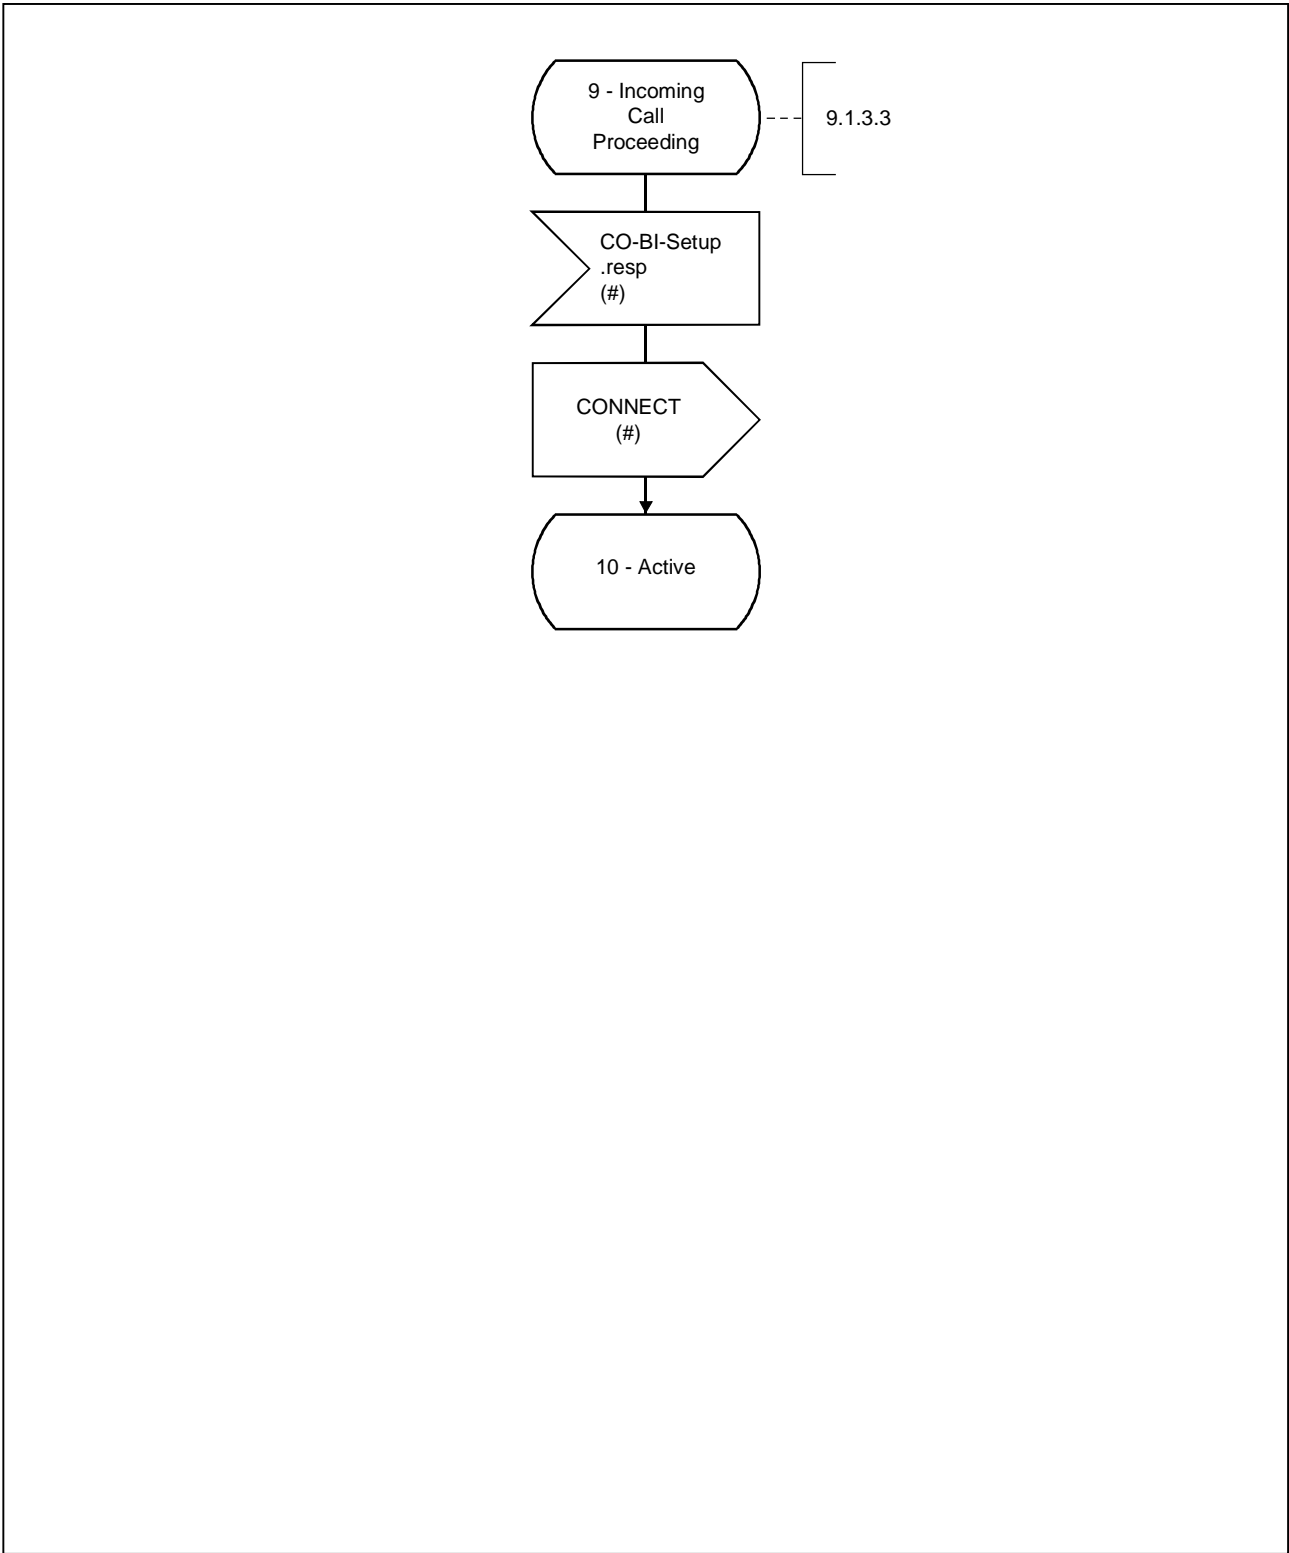 9 - Incoming
Call
Proceeding
9.1.3.3
CO-BI-Setup
.resp
(#)
CONNECT
(#)
10 - Active